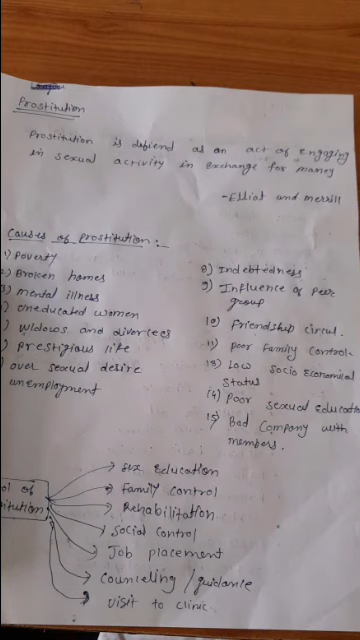 Prostitution
Prostitution is defiend as an act of engaging
in sexual activity in exchange for money
-Elliot and merrill
Causes of Prostitution:-
1) Poverty
2) Broken homes
3) mental illness
) uneducated women
) widows and divorcees
) prestigious life
) over sexual desire
unemployment
8) Indebtedness
9) Influence of peer
group
10) Friendship circul.
11) poor family control
13) Low socio Economical
status
14) Poor sexual education
15) Bad company with
members.
ol of
itution
sex Education
Family control
Rehabilitation
social control
Job placement
counceling/guidance
visit to clinic